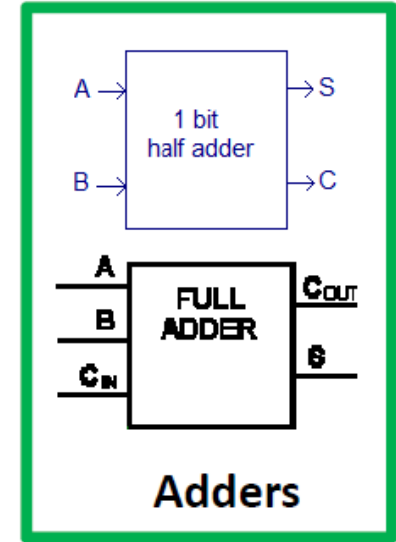 A
S
1 bit
half adder
B
C
A
FULL
ADDER
COUT
B
S
CIN
Adders